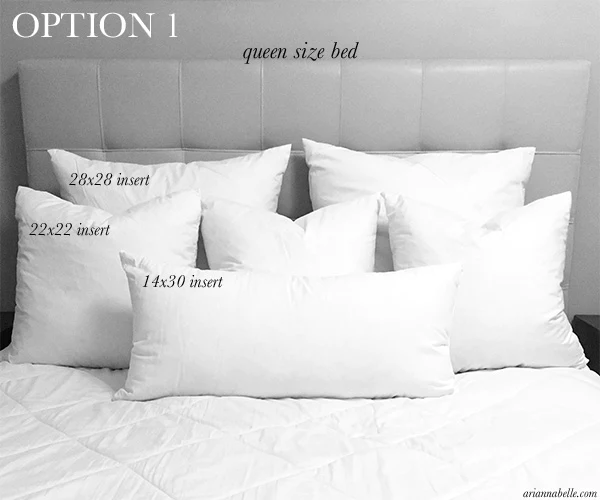 OPTION 1
queen size bed
28x28 insert
22x22 insert
14x30 insert
ariannabelle.com